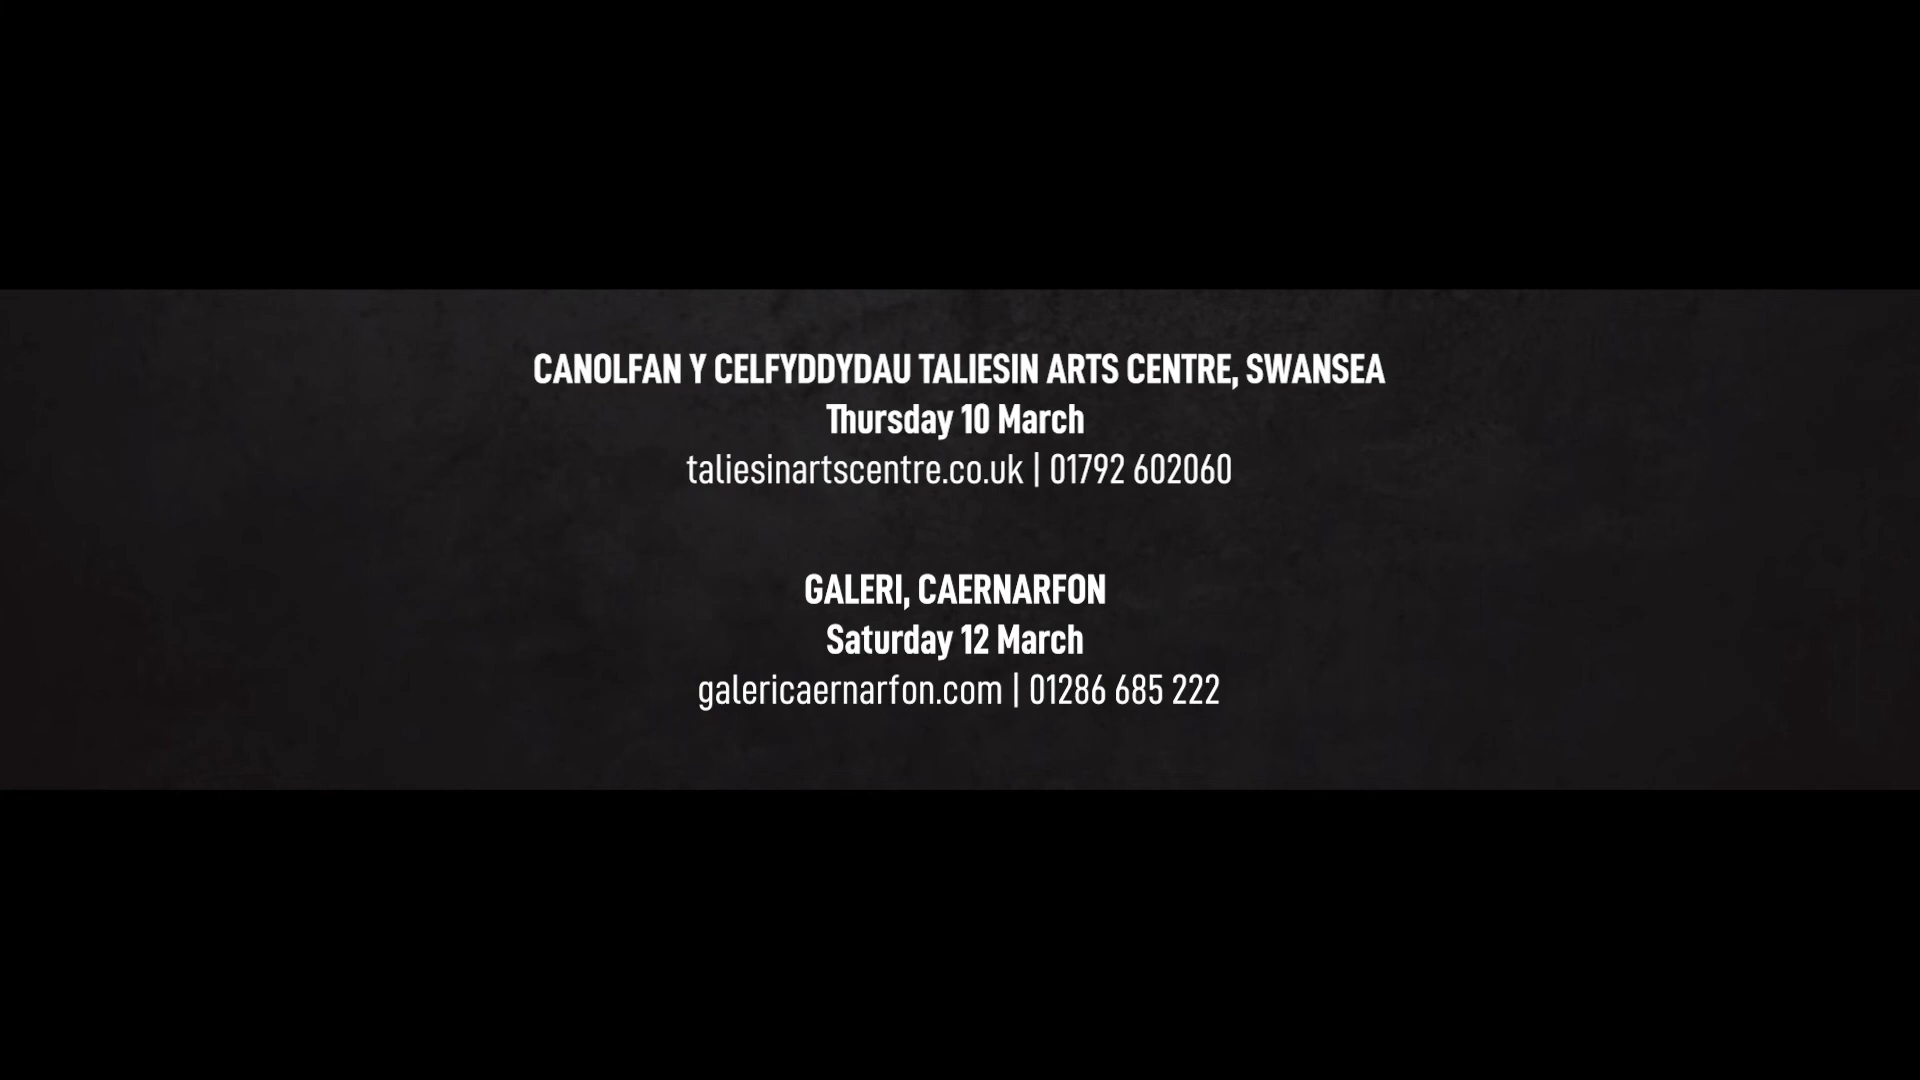 CANOLFAN Y CELFYDDYDAU TALIESIN ARTS CENTRE, SWANSEA
Thursday 10 March
taliesinartscentre.co.uk | 01792 602060
GALERI, CAERNARFON
Saturday 12 March
galericaernarfon.com | 01286 685 222